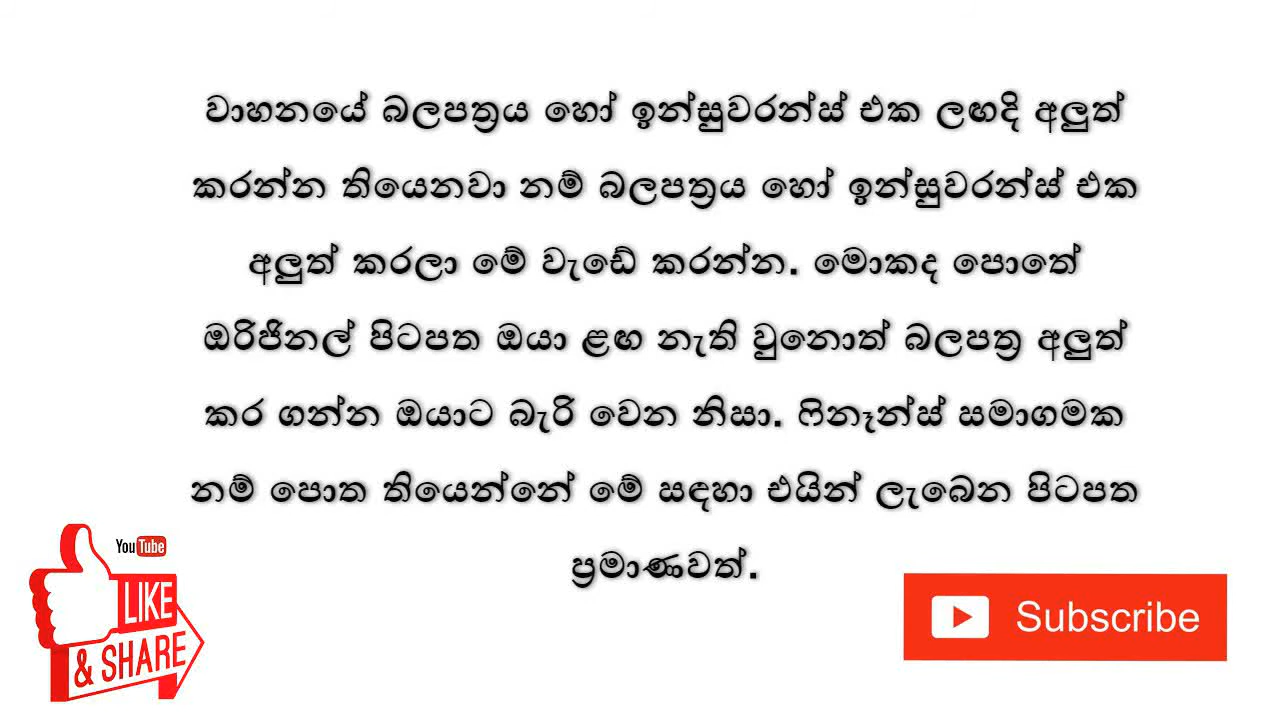 වාහනයේ බලපත්‍රය හෝ ඉන්සුවරන්ස් එක ලඟදි අලුත්
කරන්න තියෙනවා නම් බලපත්‍රය හෝ ඉන්සුවරන්ස් එක
අලුත් කරලා මේ වැඩේ කරන්න. මොකද පොතේ
ඔරිජිනල් පිටපත ඔයා ළඟ නැති වුනොත් බලපත්‍ර අලුත්
කර ගන්න ඔයාට බැරි වෙන නිසා. ෆිනෑන්ස් සමාගමක
නම් පොත තියෙන්නේ මේ සඳහා එයින් ලැබෙන පිටපත
ප්‍රමාණවත්.
YouTube
LIKE
& SHARE
Subscribe